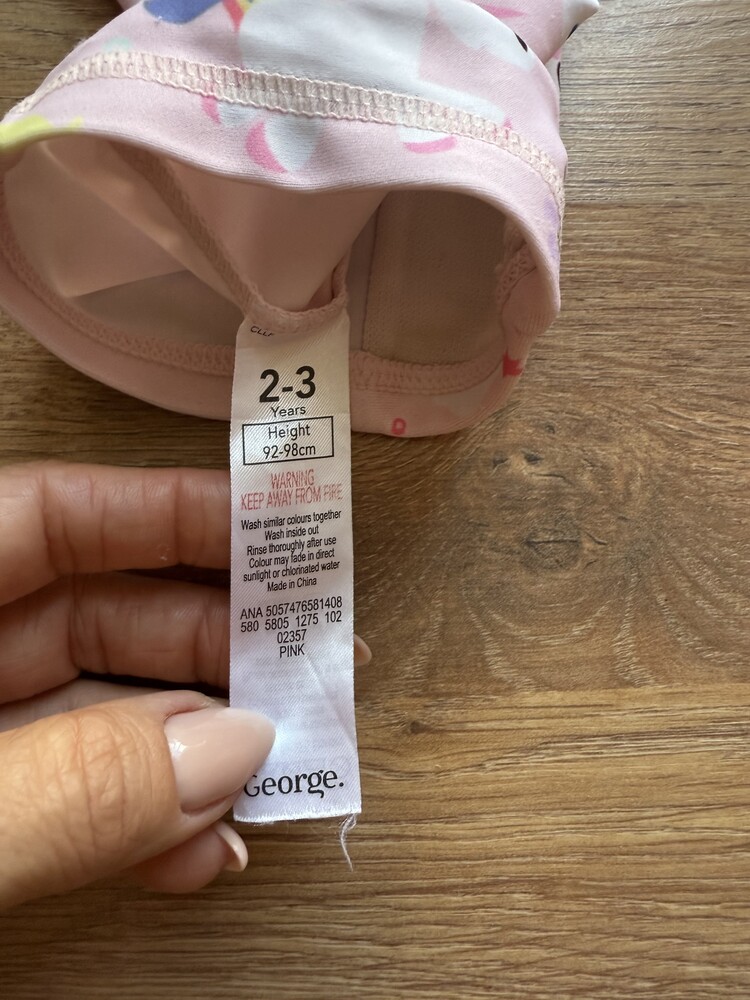 2-3
Years
Height
92-98cm
WARNING
KEEP AWAY FROM FIRE
Wash similar colours together
Wash inside out
Rinse thoroughly after use
Colour may fade in direct
sunlight or chlorinated water
Made in China
ANA 5057476581408
580 5805 1275 102
02357
PINK
George.